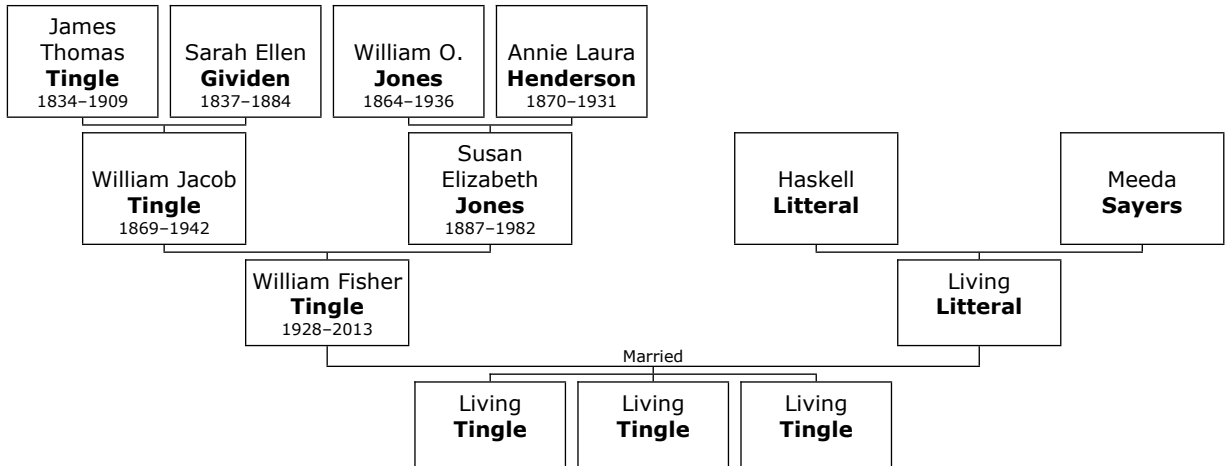 James
Thomas
Tingle
1834–1909
Sarah Ellen
Gividen
1837–1884
William O.
Jones
1864–1936
Annie Laura
Henderson
1870–1931
William Jacob
Tingle
1869–1942
Susan
Elizabeth
Jones
1887–1982
Haskell
Litteral
Meeda
Sayers
William Fisher
Tingle
1928–2013
Living
Litteral
Married
Living
Tingle
Living
Tingle
Living
Tingle